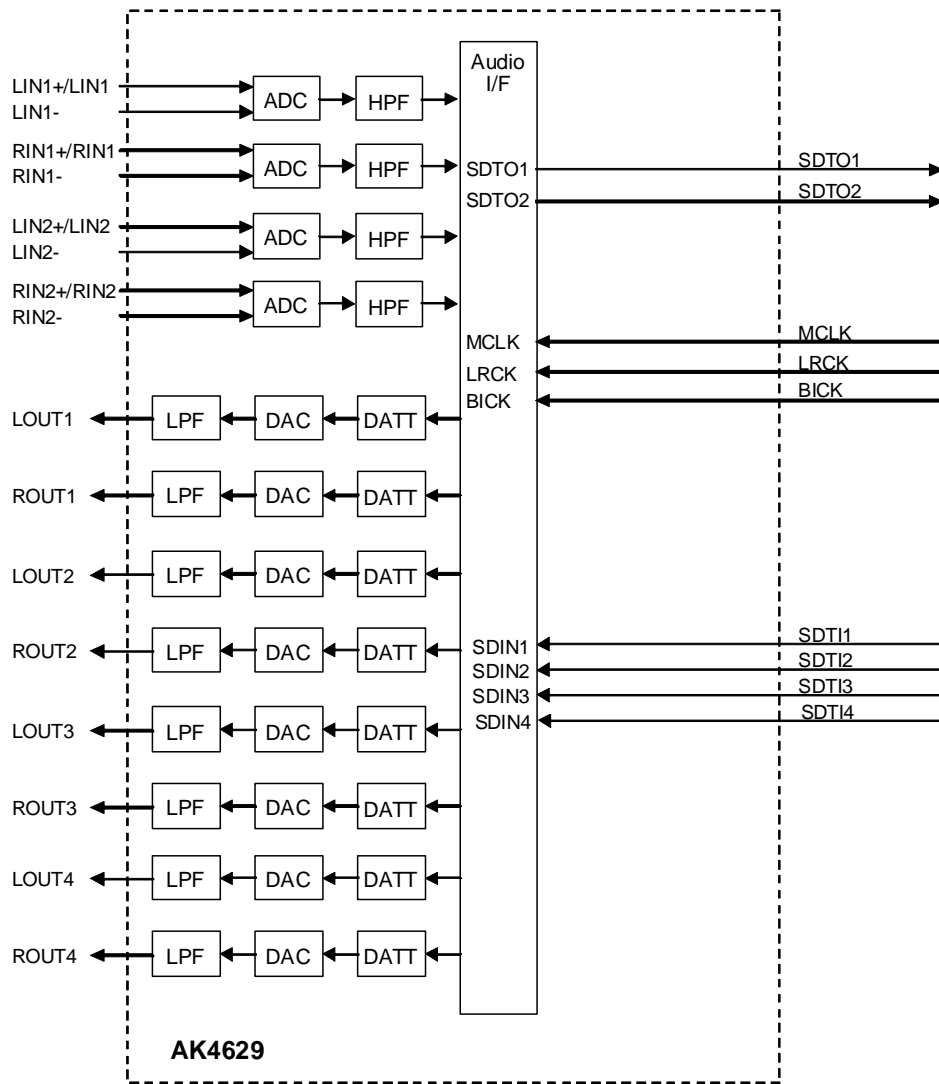 Audio
I/F
LIN1+/LIN1
LIN1-
ADC
HPF
RIN1+/RIN1
RIN1-
ADC
HPF
SDTO1
SDTO1
SDTO2
SDTO2
LIN2+/LIN2
LIN2-
ADC
HPF
RIN2+/RIN2
RIN2-
ADC
HPF
MCLK
MCLK
LRCK
LRCK
BICK
BICK
LOUT1
LPF
DAC
DATT
ROUT1
LPF
DAC
DATT
LOUT2
LPF
DAC
DATT
ROUT2
LPF
DAC
DATT
SDIN1
SDTI1
SDIN2
SDTI2
SDIN3
SDTI3
SDIN4
SDTI4
LOUT3
LPF
DAC
DATT
ROUT3
LPF
DAC
DATT
LOUT4
LPF
DAC
DATT
ROUT4
LPF
DAC
DATT
AK4629